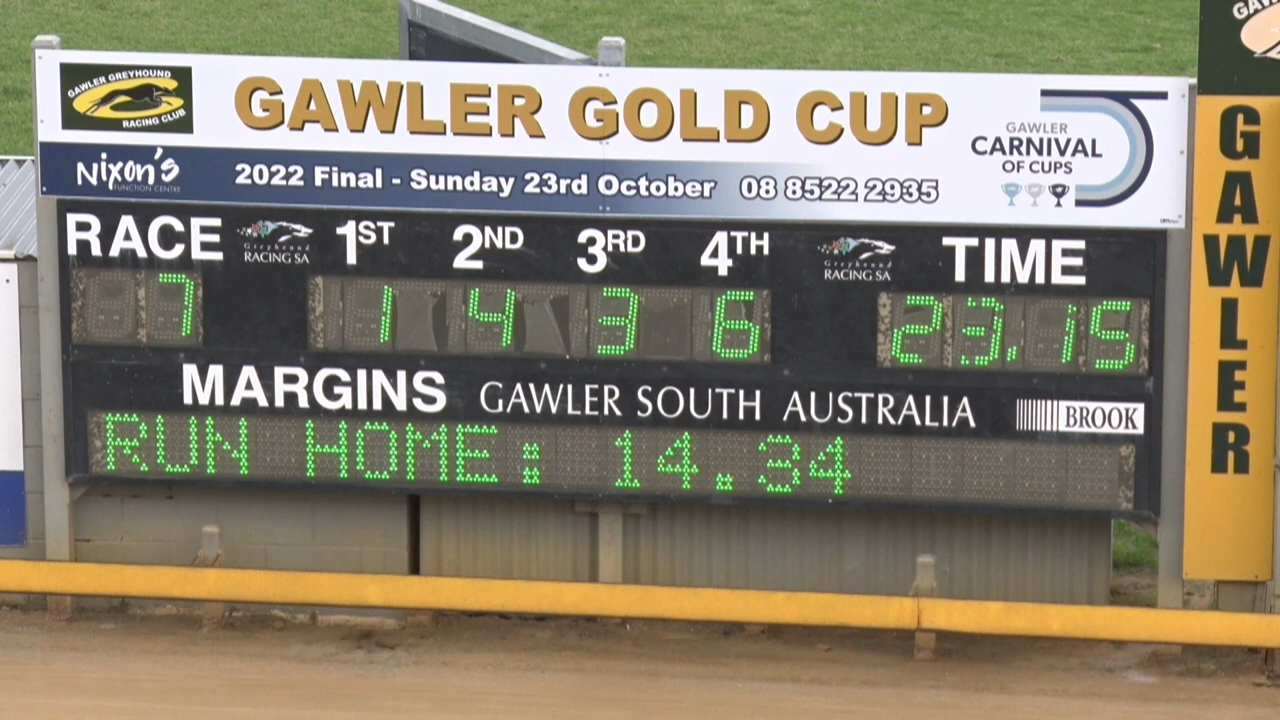 GAWLER GREYHOUND
RACING CLUB
GAWLER GOLD CUP
GAWLER
CARNIVAL
OF CUPS
Nixon's
FUNCTION CENTRE
2022 Final - Sunday 23rd October 08 8522 2935
RACE Greyhound RACING SA 1ST 2ND 3RD 4TH Greyhound RACING SA TIME
7 1 4 3 6 23.15
MARGINS GAWLER SOUTH AUSTRALIA BROOK
RUN HOME: 14.34
GAWLER